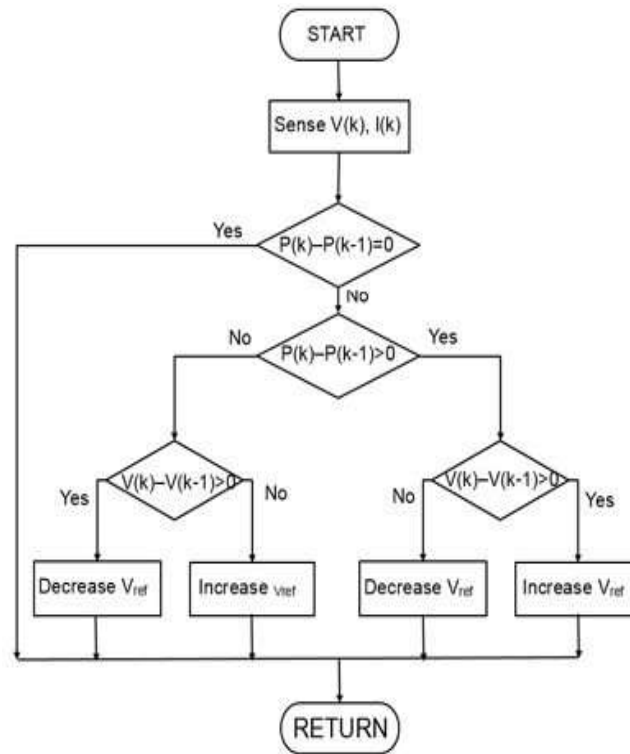 START
Sense V(k), I(k)
Yes
P(k)–P(k-1)=0
No
No
P(k)–P(k-1)>0
Yes
Yes
V(k)–V(k-1)>0
No
No
V(k)–V(k-1)>0
Yes
Decrease Vref
Increase Vref
Decrease Vref
Increase Vref
RETURN